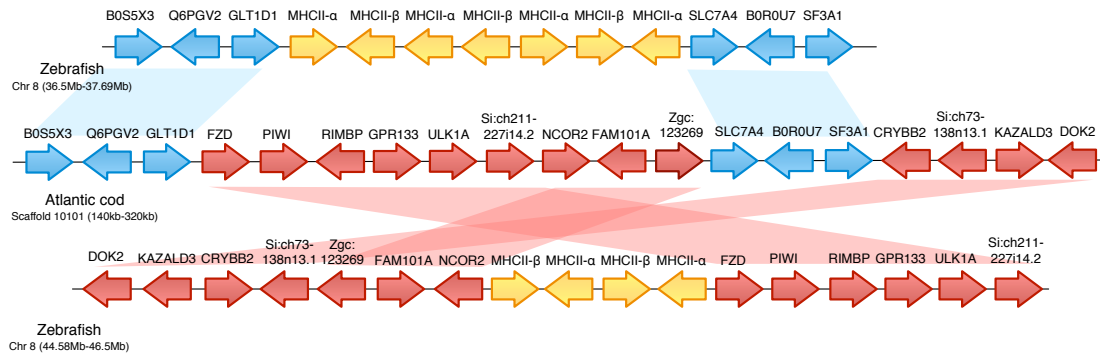 B0S5X3 Q6PGV2 GLT1D1 MHCII-α MHCII-β MHCII-α MHCII-β MHCII-α MHCII-β MHCII-α SLC7A4 B0R0U7 SF3A1
Zebrafish
Chr 8 (36.5Mb-37.69Mb)
B0S5X3 Q6PGV2 GLT1D1 FZD PIWI RIMBP GPR133 ULK1A Si:ch211-
227i14.2 NCOR2 FAM101A Zgc:
123269 SLC7A4 B0R0U7 SF3A1 CRYBB2 Si:ch73-
138n13.1 KAZALD3 DOK2
Atlantic cod
Scaffold 10101 (140kb-320kb)
DOK2 KAZALD3 CRYBB2 Si:ch73-
138n13.1 Zgc:
123269 FAM101A NCOR2 MHCII-β MHCII-α MHCII-β MHCII-α FZD PIWI RIMBP GPR133 ULK1A Si:ch211-
227i14.2
Zebrafish
Chr 8 (44.58Mb-46.5Mb)